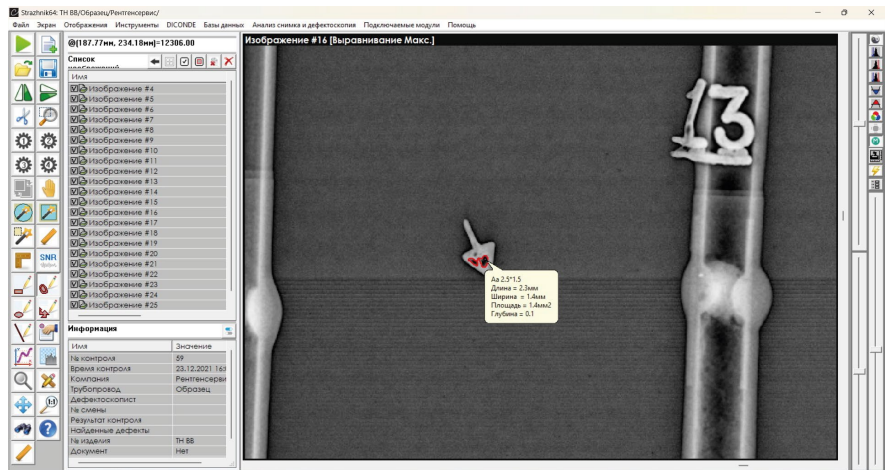 Strazhnik64: ТН ВВ/Образец/Рентгенсервис/
Файл Экран Отображения Инструменты DICONDE Базы данных Анализ снимка и дефектоскопия Подключаемые модули Помощь
@(187.77мм, 234.18мм)=12306.00
Изображение #16 [Выравнивание Макс.]
Список
Имя
Изображение #4
Изображение #5
Изображение #6
Изображение #7
Изображение #8
Изображение #9
Изображение #10
Изображение #11
Изображение #12
Изображение #13
Изображение #14
Изображение #15
Изображение #16
Изображение #17
Изображение #18
Изображение #19
Изображение #20
Изображение #21
Изображение #22
Изображение #23
Изображение #24
Изображение #25
SNR
13
Aa 2.5*1.5
Длина = 2.3мм
Ширина = 1.4мм
Площадь = 1.4мм2
Глубина = 0.1
Информация
Имя Значение
№ контроля 59
Время контроля 23.12.2021
Компания Рентгенсерви
Трубопровод Образец
Дефектоскопист
№ смены
Результат контроля
Найденные дефекты
№ изделия ТН ВВ
Документ Нет
1:1